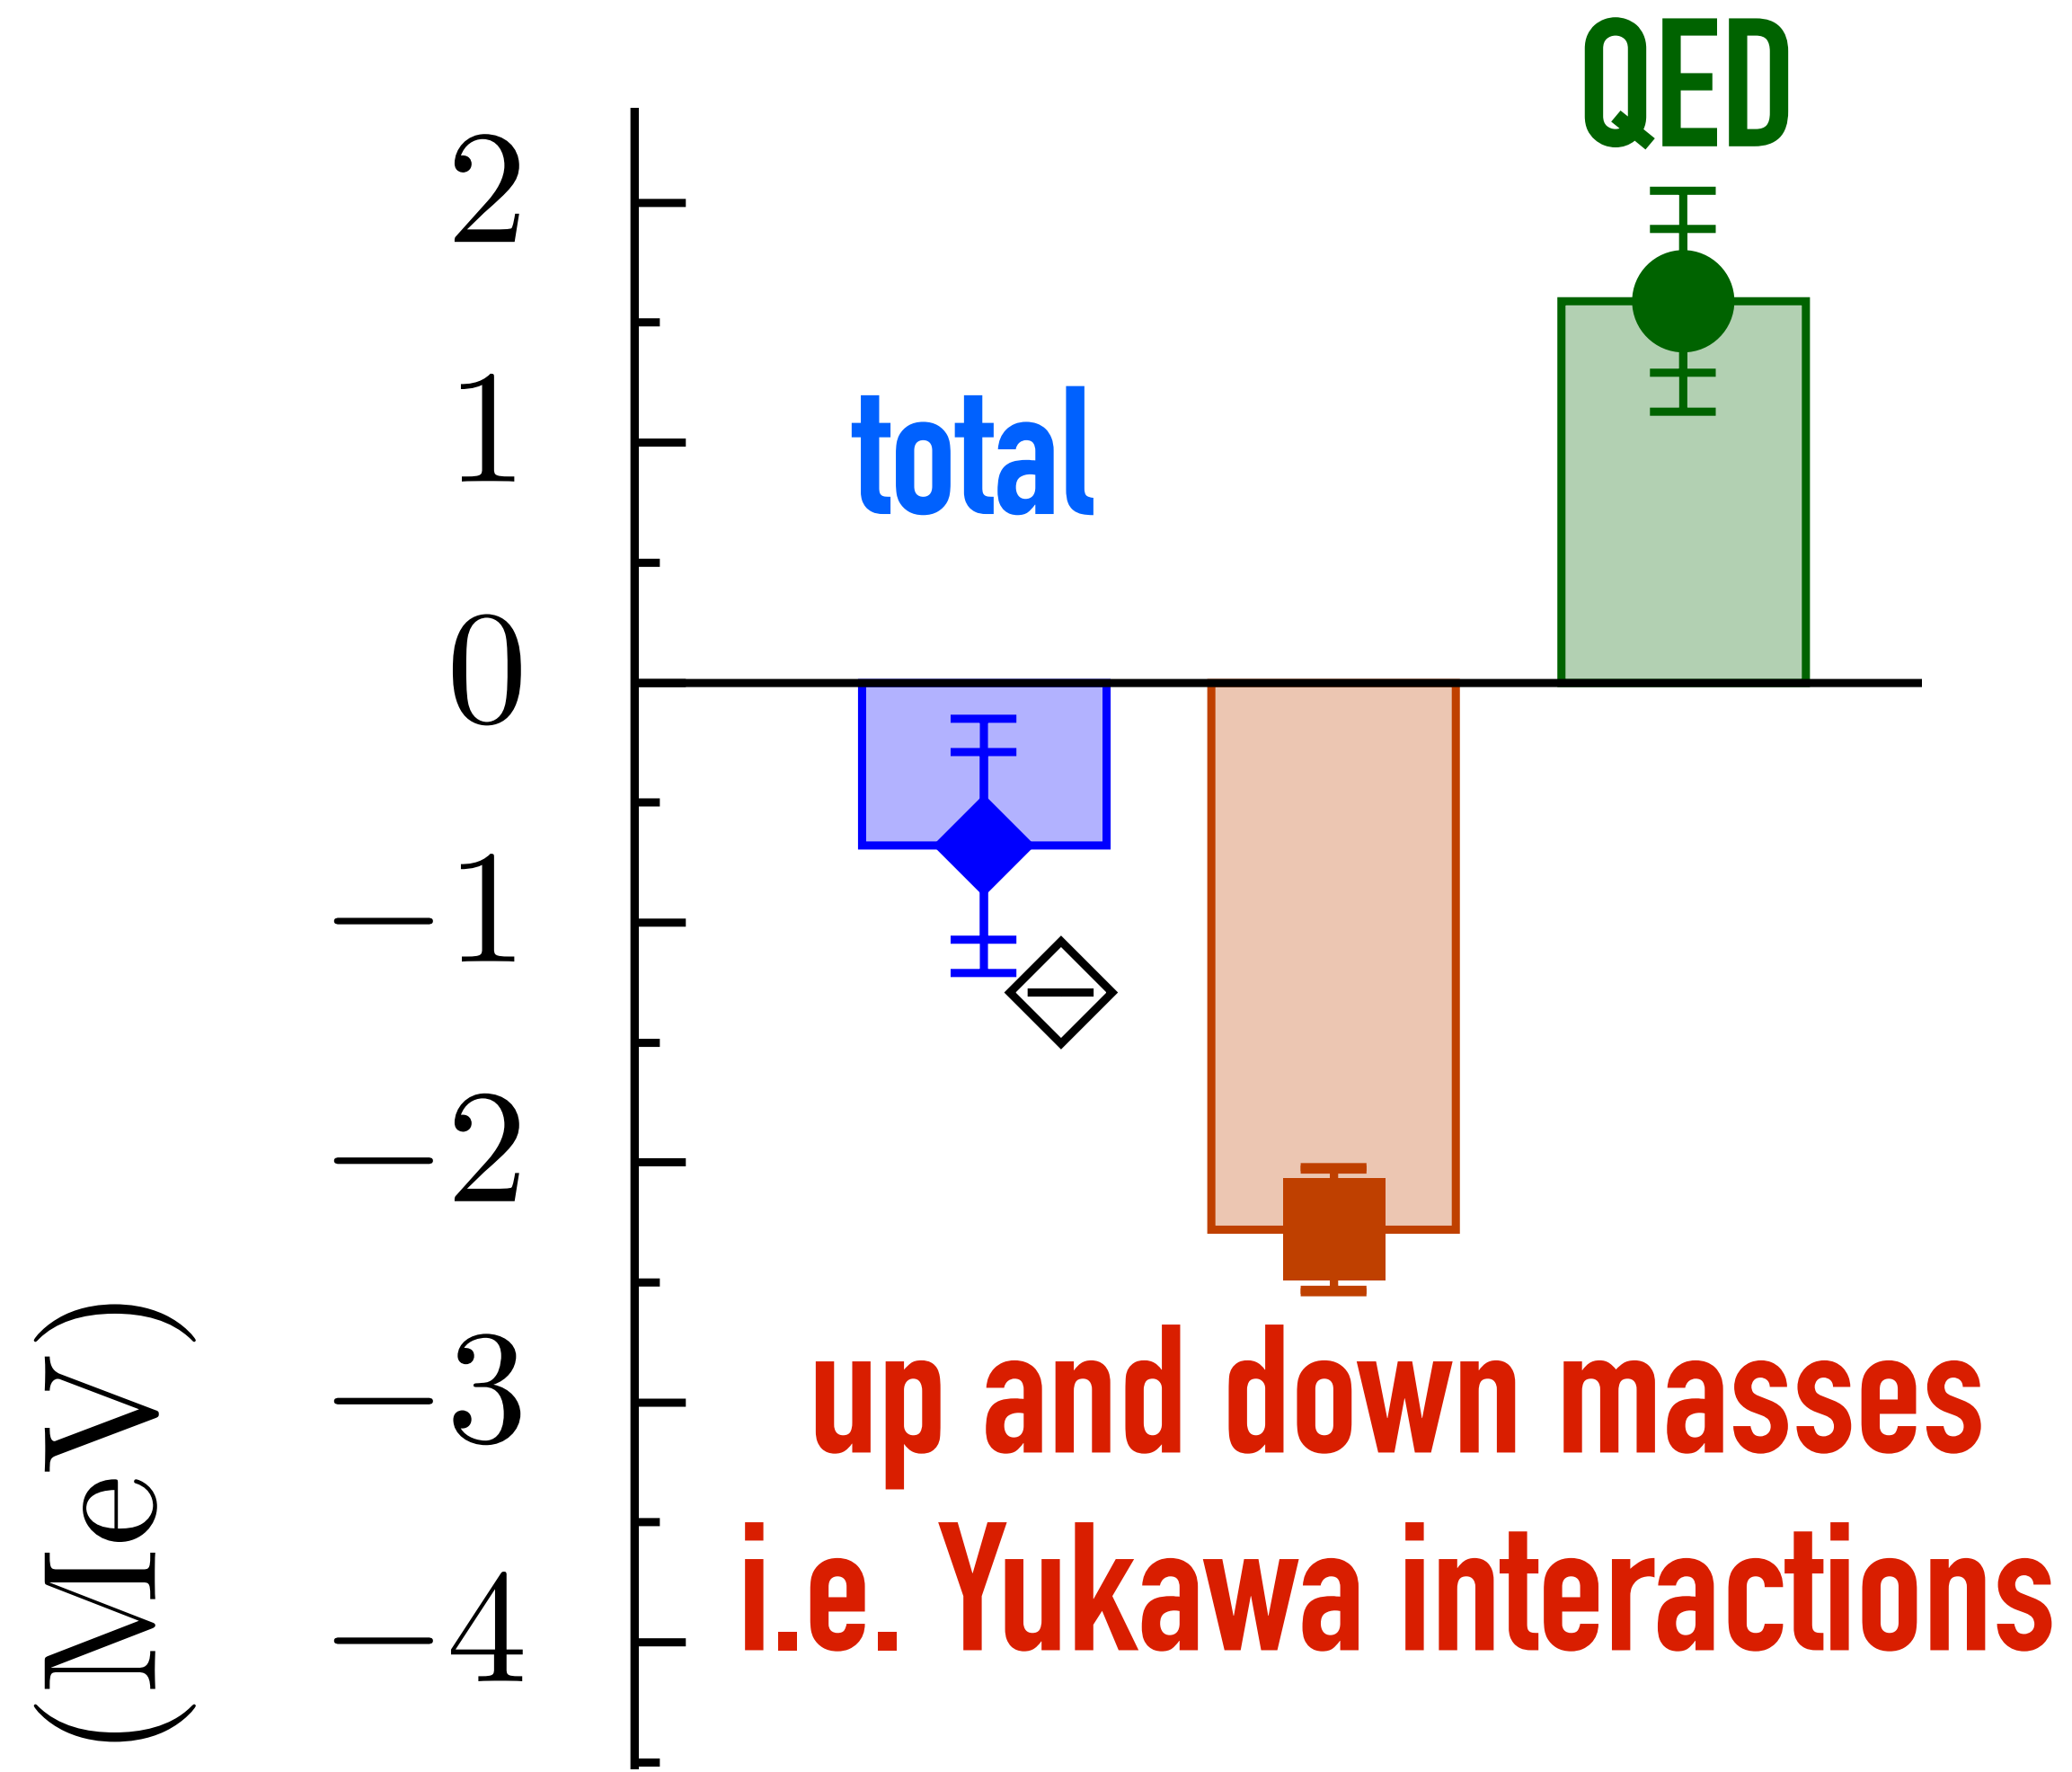 QED
2
1
total
0
−1
−2
−3
up and down masses
−4
i.e. Yukawa interactions
(MeV)